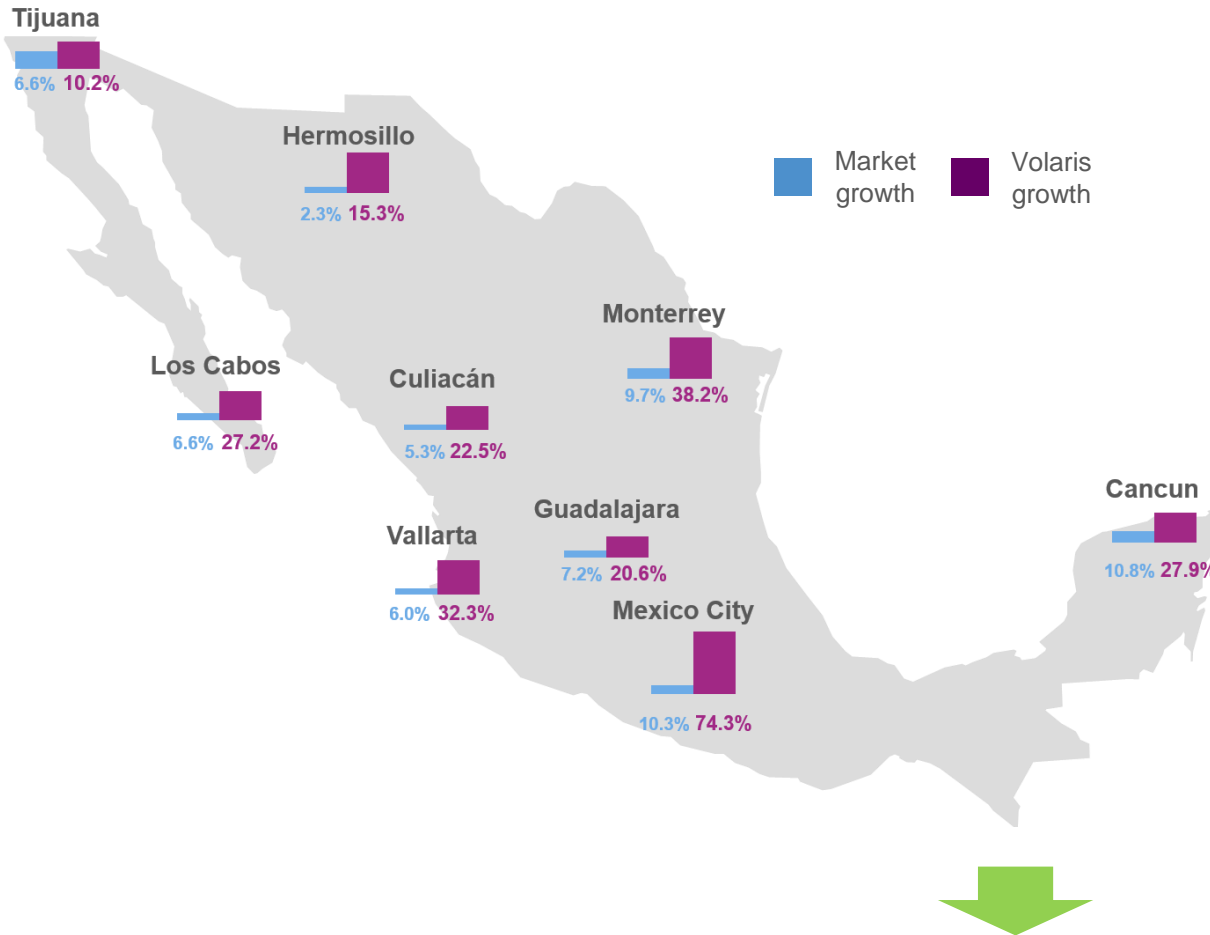 Tijuana
6.6% 10.2%
Hermosillo
2.3% 15.3%
Market
growth
Volaris
growth
Monterrey
9.7% 38.2%
Los Cabos
6.6% 27.2%
Culiacán
5.3% 22.5%
Cancun
10.8% 27.9%
Guadalajara
7.2% 20.6%
Vallarta
6.0% 32.3%
Mexico City
10.3% 74.3%